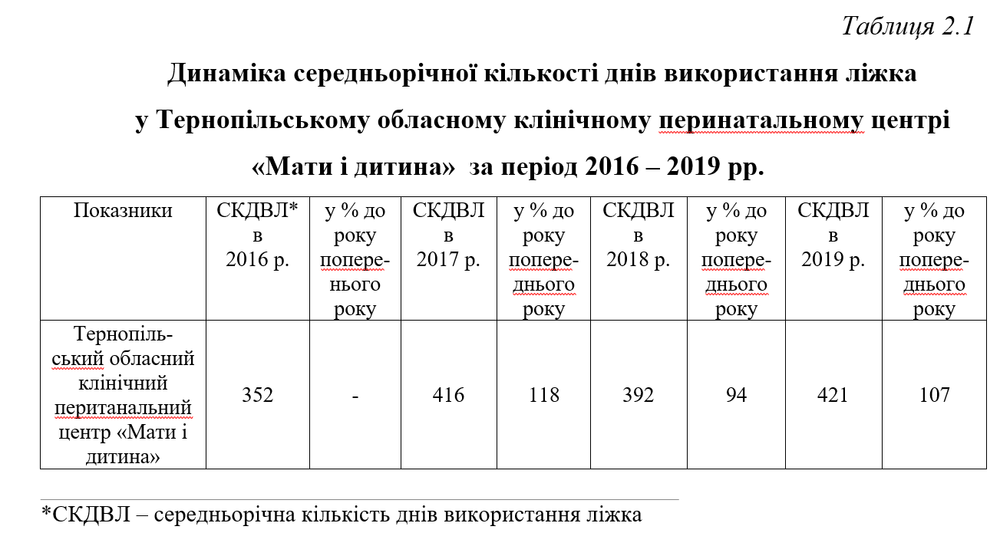 Таблиця 2.1
Динаміка середньорічної кількості днів використання ліжка
у Тернопільському обласному клінічному перинатальному центрі
«Мати і дитина» за період 2016 – 2019 рр.
Показники
СКДВЛ*
в
2016 р.
у % до
року
попере-
нього
року
СКДВЛ
в
2017 р.
у % до
року
попере-
днього
року
СКДВЛ
в
2018 р.
у % до
року
попере-
днього
року
СКДВЛ
в
2019 р.
у % до
року
попере-
днього
року
Тернопіль-
ський обласний
клінічний
пеританальний
центр «Мати і
дитина»
352
-
416
118
392
94
421
107
*СКДВЛ – середньорічна кількість днів використання ліжка